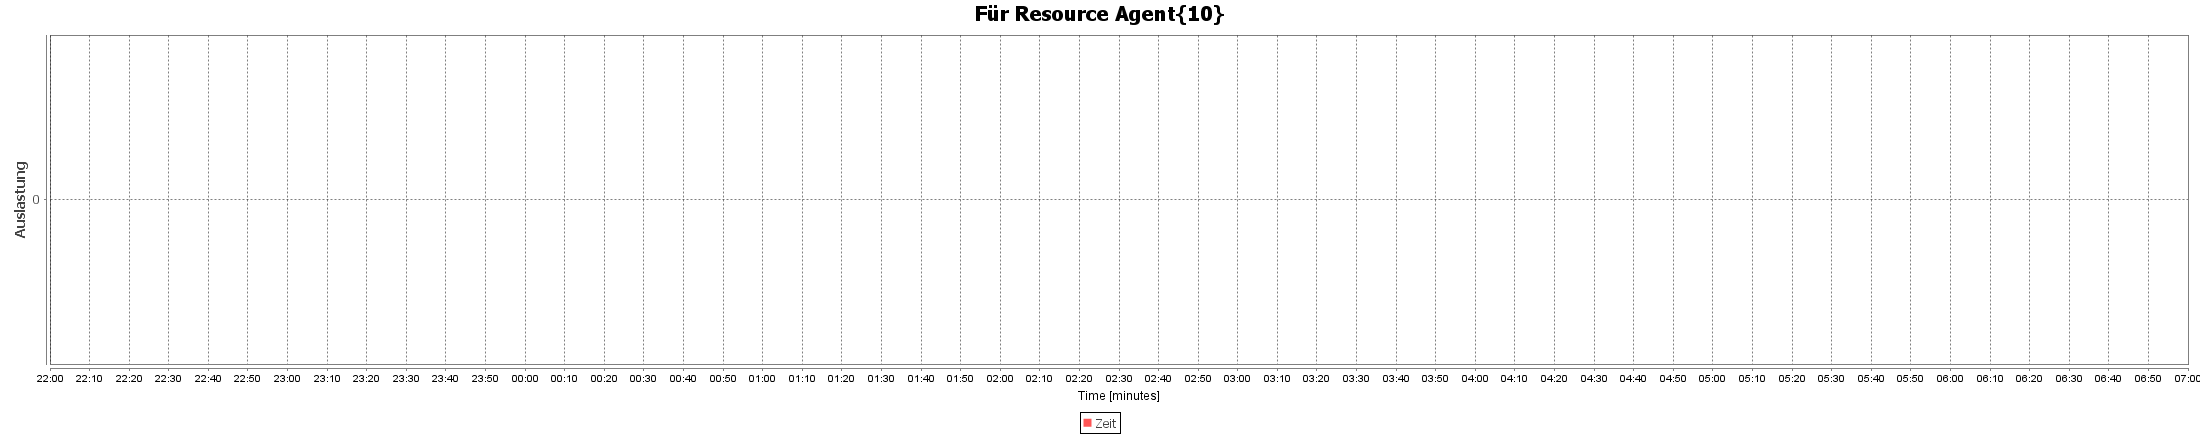 Für Resource Agent{10}
Auslastung
0
22:00 22:10 22:20 22:30 22:40 22:50 23:00 23:10 23:20 23:30 23:40 23:50 00:00 00:10 00:20 00:30 00:40 00:50 01:00 01:10 01:20 01:30 01:40 01:50 02:00 02:10 02:20 02:30 02:40 02:50 03:00 03:10 03:20 03:30 03:40 03:50 04:00 04:10 04:20 04:30 04:40 04:50 05:00 05:10 05:20 05:30 05:40 05:50 06:00 06:10 06:20 06:30 06:40 06:50 07:00
Time [minutes]
Zeit